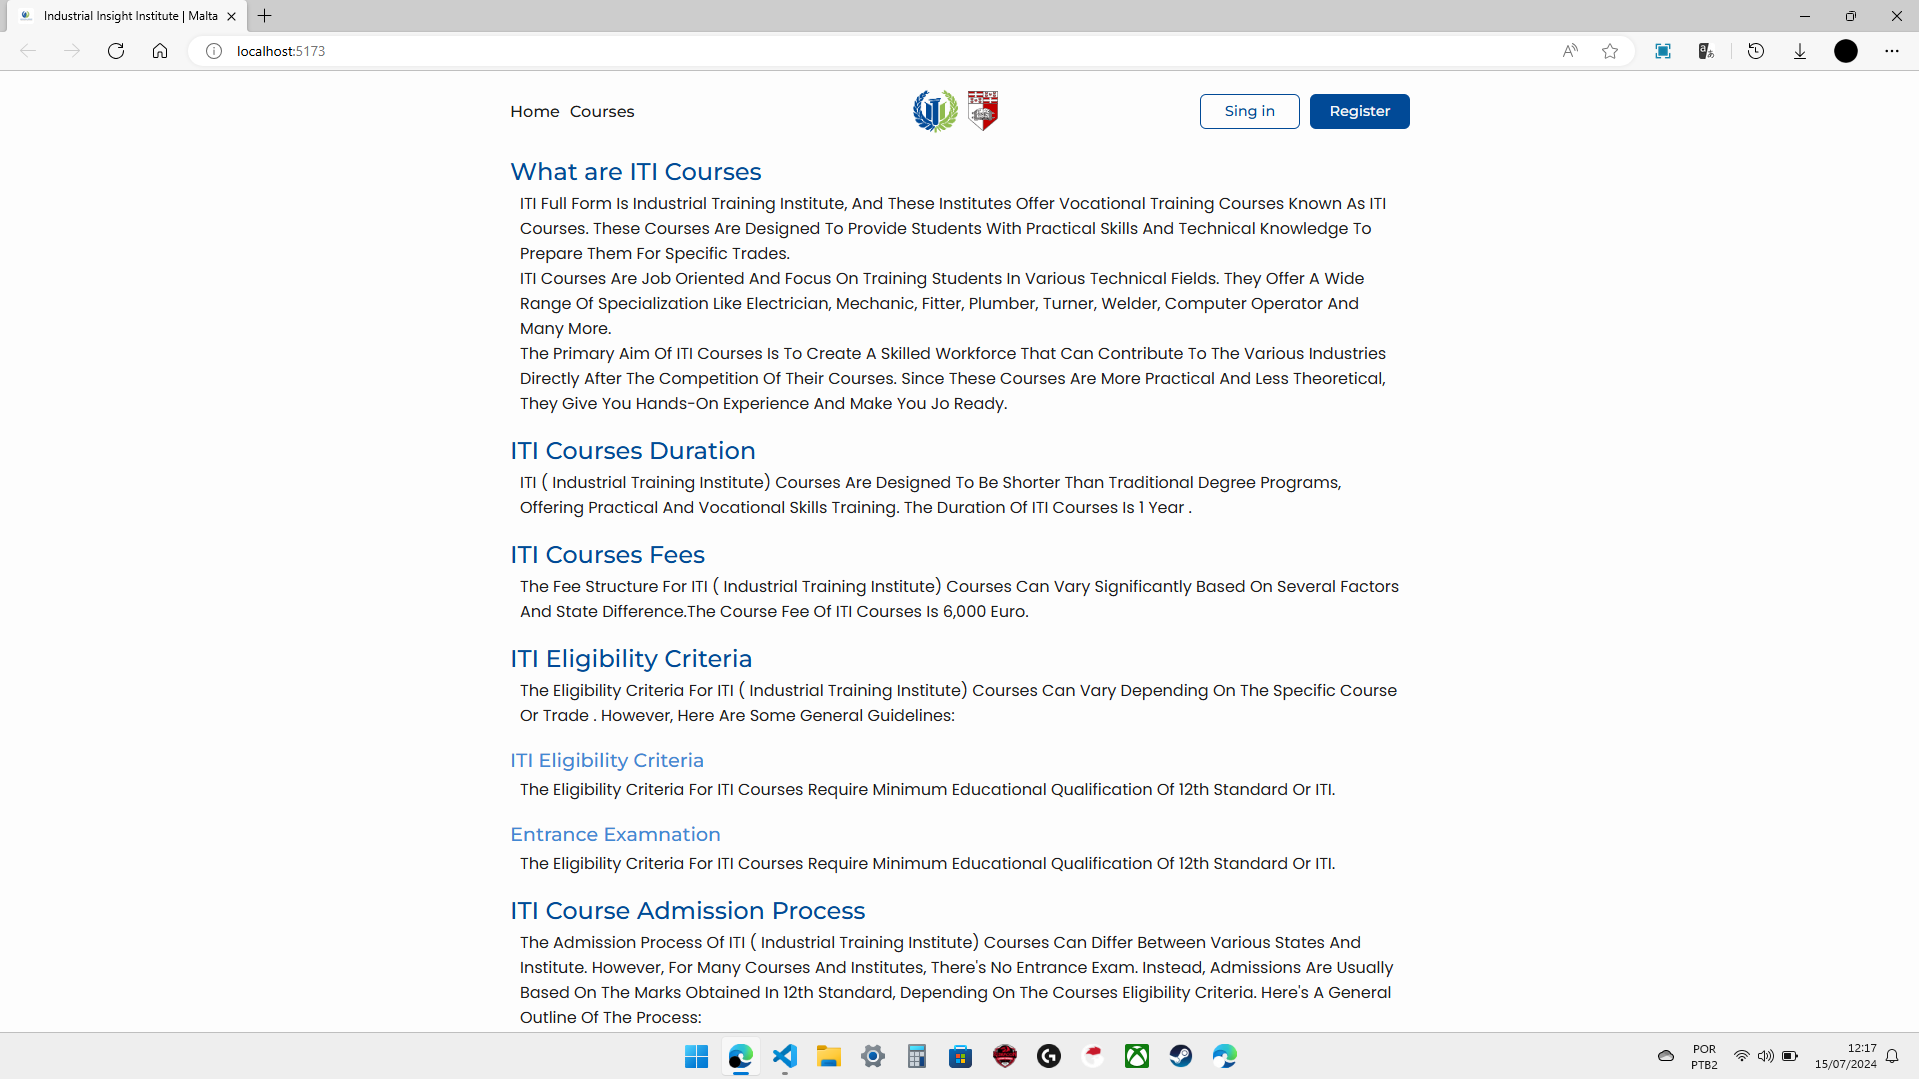 Industrial Insight Institute | Malta
localhost:5173
Home Courses
Sing in
Register
What are ITI Courses
ITI Full Form Is Industrial Training Institute, And These Institutes Offer Vocational Training Courses Known As ITI
Courses. These Courses Are Designed To Provide Students With Practical Skills And Technical Knowledge To
Prepare Them For Specific Trades.
ITI Courses Are Job Oriented And Focus On Training Students In Various Technical Fields. They Offer A Wide
Range Of Specialization Like Electrician, Mechanic, Fitter, Plumber, Turner, Welder, Computer Operator And
Many More.
The Primary Aim Of ITI Courses Is To Create A Skilled Workforce That Can Contribute To The Various Industries
Directly After The Competition Of Their Courses. Since These Courses Are More Practical And Less Theoretical,
They Give You Hands-On Experience And Make You Jo Ready.
ITI Courses Duration
ITI ( Industrial Training Institute) Courses Are Designed To Be Shorter Than Traditional Degree Programs,
Offering Practical And Vocational Skills Training. The Duration Of ITI Courses Is 1 Year .
ITI Courses Fees
The Fee Structure For ITI ( Industrial Training Institute) Courses Can Vary Significantly Based On Several Factors
And State Difference.The Course Fee Of ITI Courses Is 6,000 Euro.
ITI Eligibility Criteria
The Eligibility Criteria For ITI ( Industrial Training Institute) Courses Can Vary Depending On The Specific Course
Or Trade . However, Here Are Some General Guidelines:
ITI Eligibility Criteria
The Eligibility Criteria For ITI Courses Require Minimum Educational Qualification Of 12th Standard Or ITI.
Entrance Examnation
The Eligibility Criteria For ITI Courses Require Minimum Educational Qualification Of 12th Standard Or ITI.
ITI Course Admission Process
The Admission Process Of ITI ( Industrial Training Institute) Courses Can Differ Between Various States And
Institute. However, For Many Courses And Institutes, There's No Entrance Exam. Instead, Admissions Are Usually
Based On The Marks Obtained In 12th Standard, Depending On The Courses Eligibility Criteria. Here's A General
Outline Of The Process:
POR
PTB2
12:17
15/07/2024